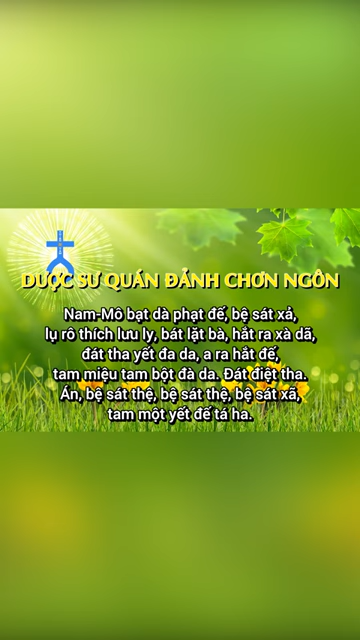 DƯỢC SƯ QUÁN ĐẢNH CHƠN NGÔN
Nam-Mô bạt dà phạt đế, bệ sát xả,
lụ rô thích lưu ly, bát lặt bà, hắt ra xà dã,
đát tha yết đa da, a ra hắt đế,
tam miệu tam bột đà da. Đát điệt tha.
Án, bệ sát thệ, bệ sát thệ, bệ sát xã,
tam một yết đế tá ha.